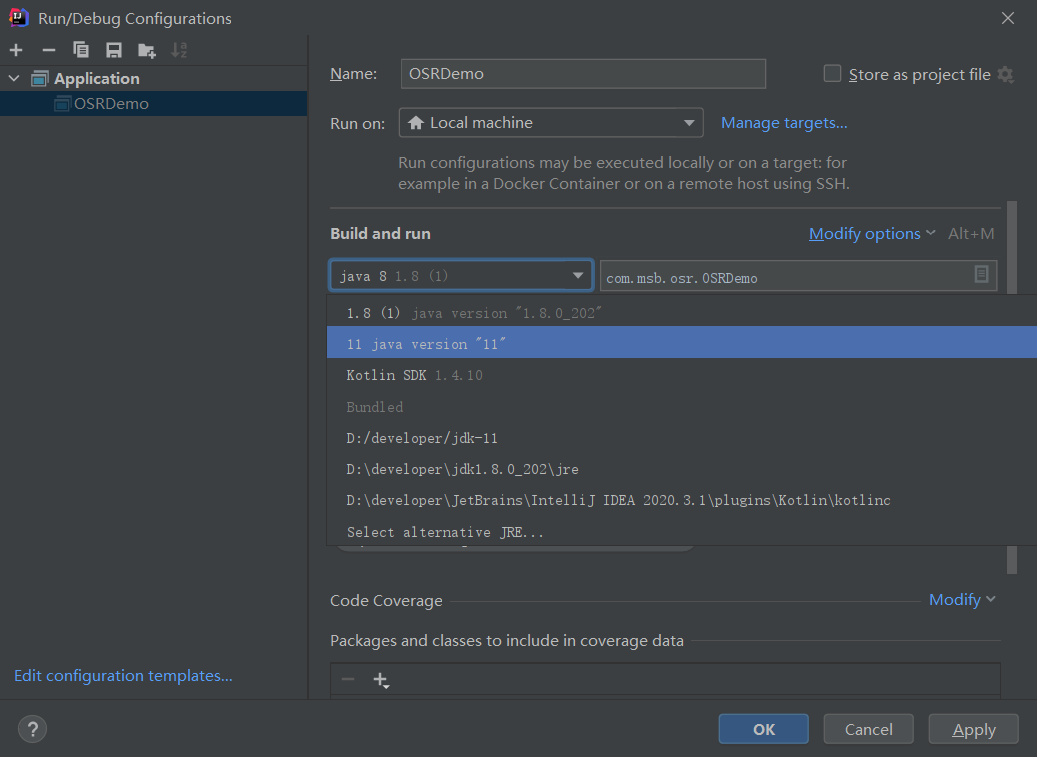 Run/Debug Configurations
Application
OSRDemo
Name: OSRDemo Store as project file
Run on: Local machine Manage targets...
Run configurations may be executed locally or on a target: for
example in a Docker Container or on a remote host using SSH.
Build and run Modify options Alt+M
java 8 1.8 (1) com.msb.osr.OSRDemo
1.8 (1) java version "1.8.0_202"
11 java version "11"
Kotlin SDK 1.4.10
Bundled
D:/developer/jdk-11
D:\developer\jdk1.8.0_202\jre
D:\developer\JetBrains\IntelliJ IDEA 2020.3.1\plugins\Kotlin\kotlinc
Select alternative JRE...
Code Coverage Modify
Packages and classes to include in coverage data
Edit configuration templates...
? OK Cancel Apply